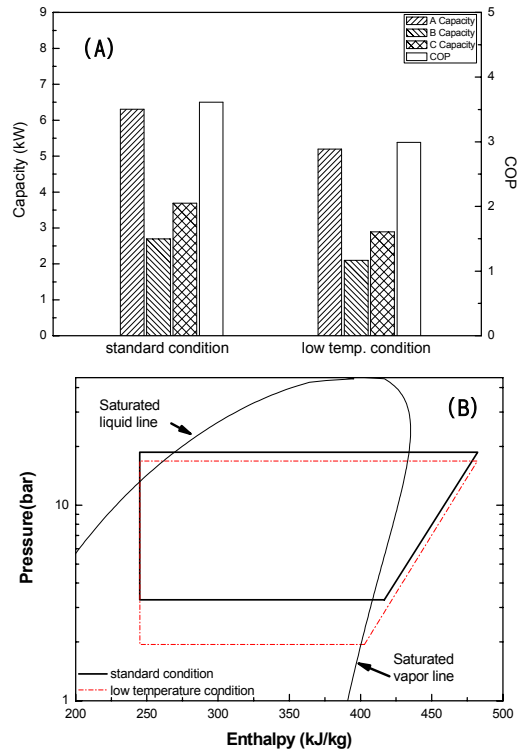 (A)
A Capacity
B Capacity
C Capacity
COP
9
8
7
6
5
4
3
2
1
0
Capacity (kW)
5
4
3
2
1
0
COP
standard condition
low temp. condition
(B)
Saturated
liquid line
10
1
Pressure(bar)
Saturated
vapor line
standard condition
low temperature condition
200 250 300 350 400 450 500
Enthalpy (kJ/kg)